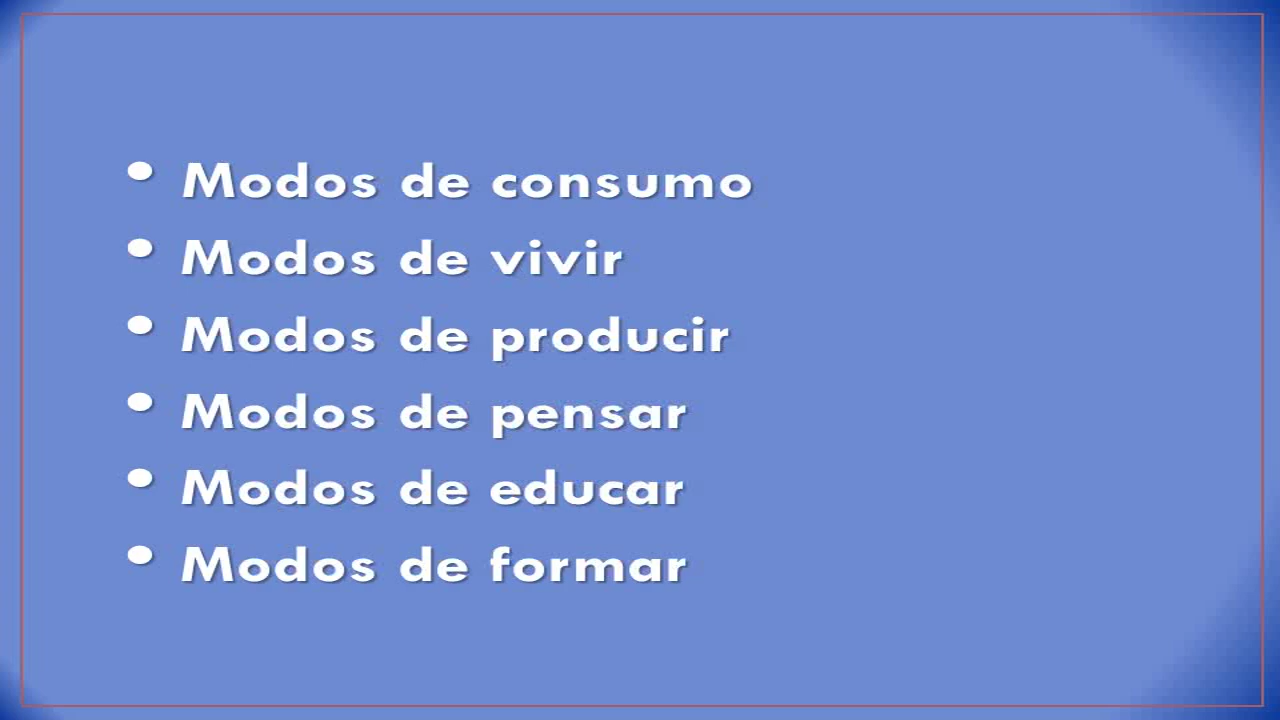 • Modos de consumo
• Modos de vivir
• Modos de producir
• Modos de pensar
• Modos de educar
• Modos de formar